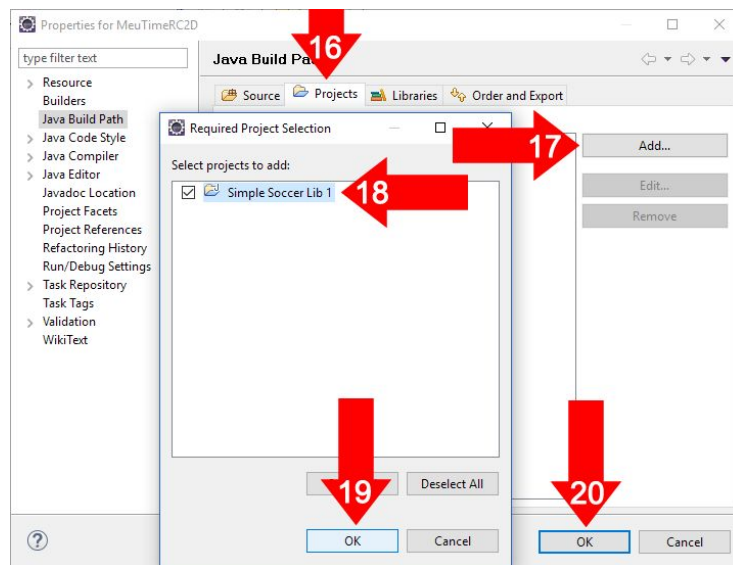 Properties for MeuTimeRC2D
type filter text
Java Build Pa
16
Resource
Builders
Java Build Path
Java Code Style
Java Compiler
Java Editor
Javadoc Location
Project Facets
Project References
Refactoring History
Run/Debug Settings
Task Repository
Task Tags
Validation
WikiText
Source
Projects
Libraries
Order and Export
Required Project Selection
Select projects to add:
Simple Soccer Lib 1
18
17
Add...
Edit...
Remove
Deselect All
19
OK
Cancel
20
OK
Cancel